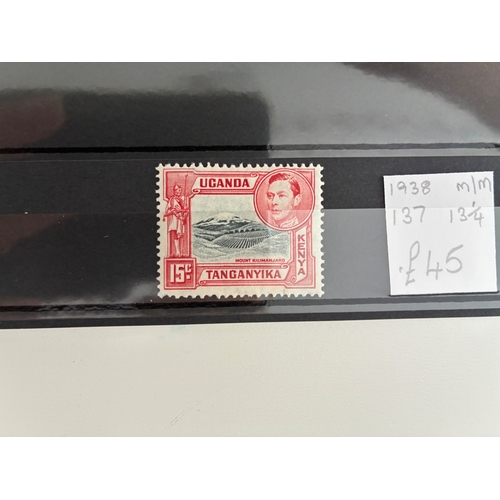 UGANDA
MOUNT KILIMANJARO
KENYA
15c
TANGANYIKA
1938 m/m
137 13¼
£45